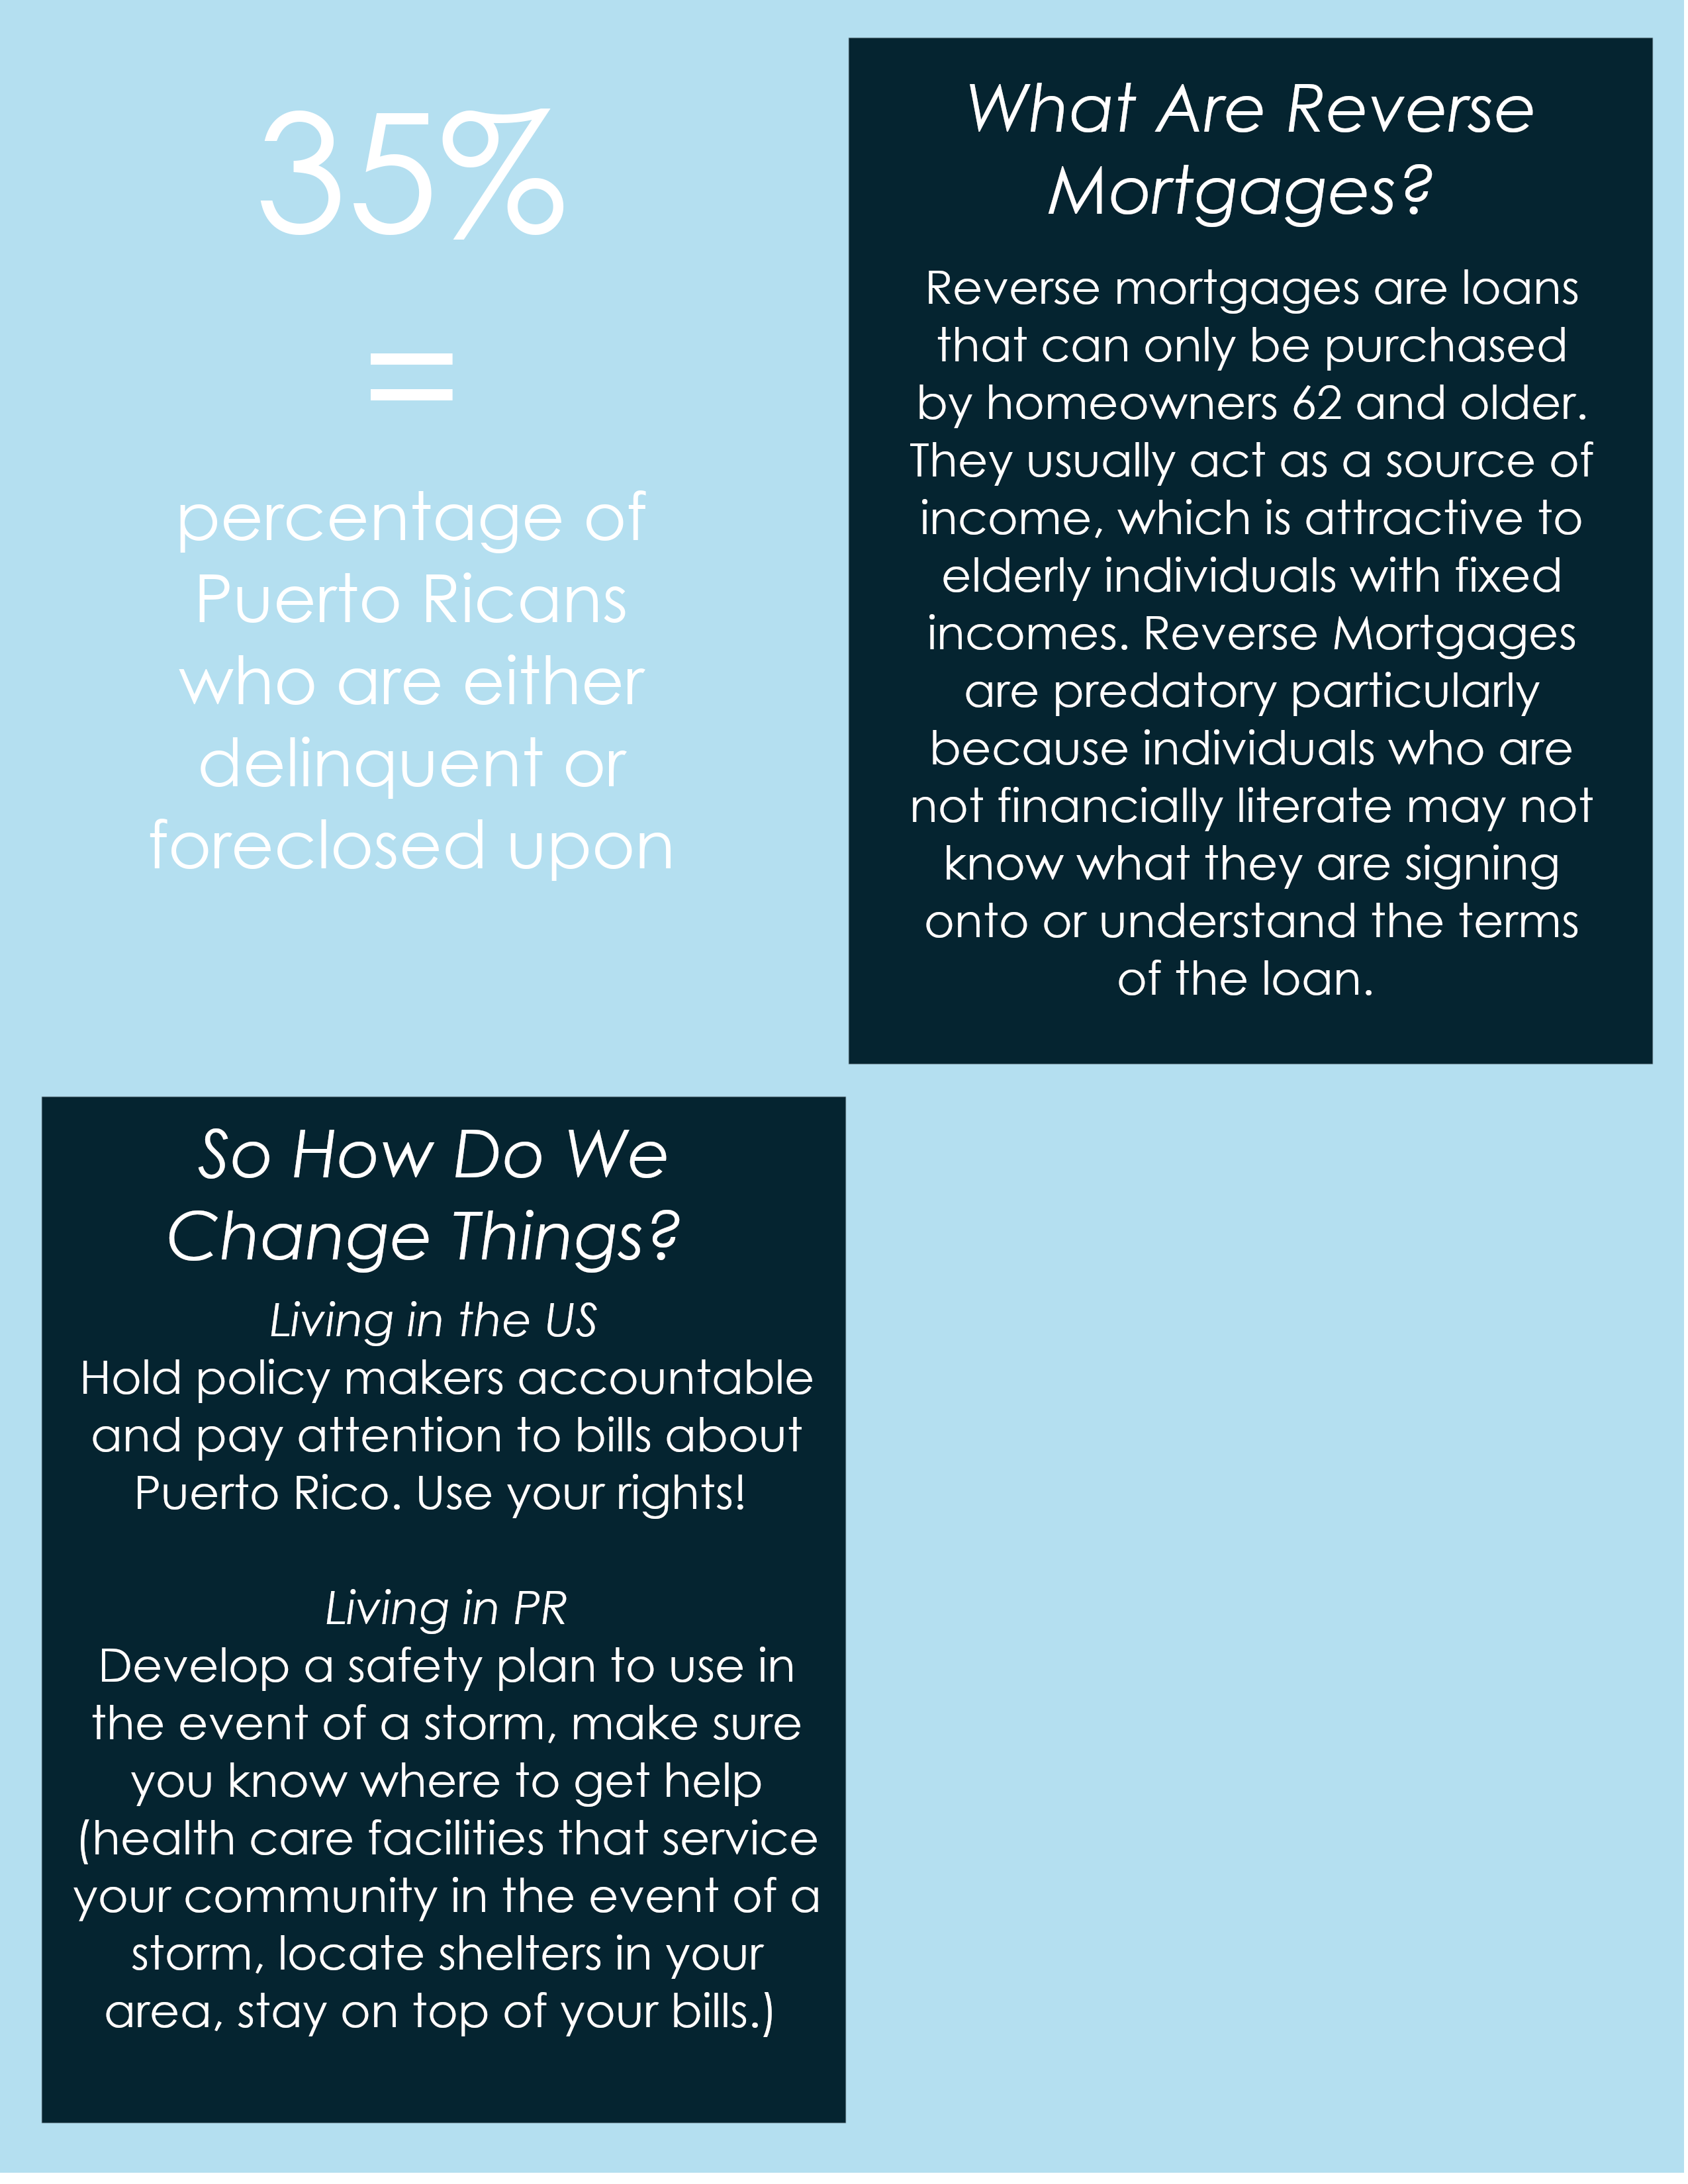 35%
=
percentage of
Puerto Ricans
who are either
delinquent or
foreclosed upon
What Are Reverse
Mortgages?
Reverse mortgages are loans
that can only be purchased
by homeowners 62 and older.
They usually act as a source of
income, which is attractive to
elderly individuals with fixed
incomes. Reverse Mortgages
are predatory particularly
because individuals who are
not financially literate may not
know what they are signing
onto or understand the terms
of the loan.
So How Do We
Change Things?
Living in the US
Hold policy makers accountable
and pay attention to bills about
Puerto Rico. Use your rights!
Living in PR
Develop a safety plan to use in
the event of a storm, make sure
you know where to get help
(health care facilities that service
your community in the event of a
storm, locate shelters in your
area, stay on top of your bills.)